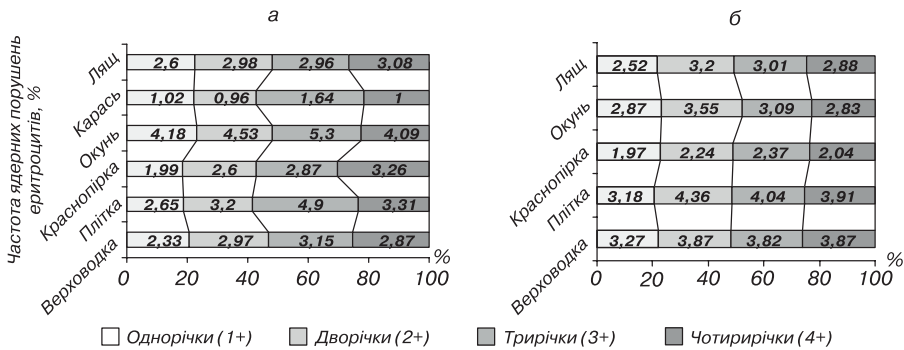 а
Частота ядерних порушень
еритроцитів, %
Лящ
2,6 2,98 2,96 3,08
Карась
1,02 0,96 1,64 1
Окунь
4,18 4,53 5,3 4,09
Краснопірка
1,99 2,6 2,87 3,26
Плітка
2,65 3,2 4,9 3,31
Верховодка
2,33 2,97 3,15 2,87
0 20 40 60 80 100 %
б
Лящ
2,52 3,2 3,01 2,88
Окунь
2,87 3,55 3,09 2,83
Краснопірка
1,97 2,24 2,37 2,04
Плітка
3,18 4,36 4,04 3,91
Верховодка
3,27 3,87 3,82 3,87
0 20 40 60 80 100 %
Однорічки (1+) Дворічки (2+) Трирічки (3+) Чотирирічки (4+)